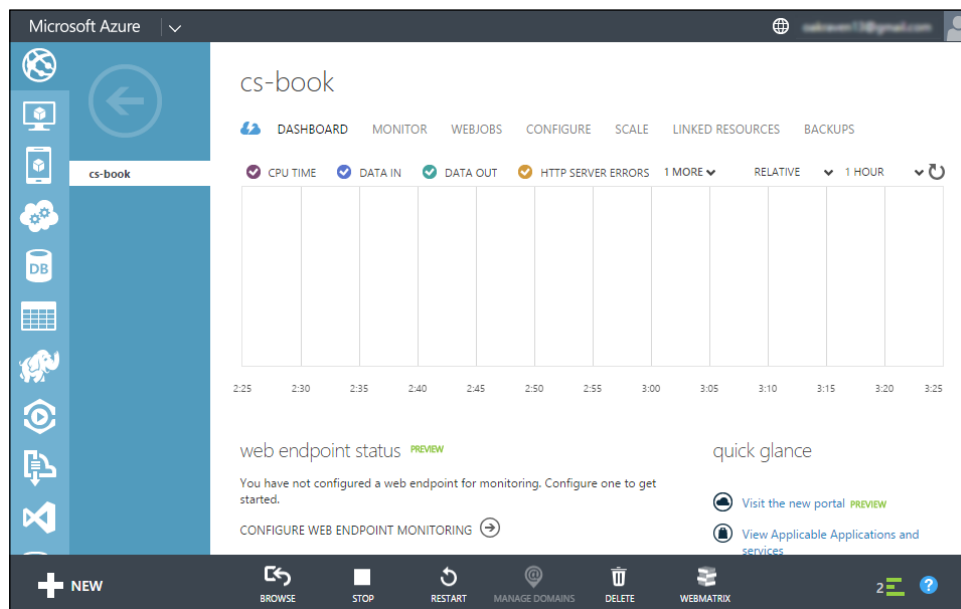 Microsoft Azure
cs-book
cs-book
DASHBOARD MONITOR WEBJOBS CONFIGURE SCALE LINKED RESOURCES BACKUPS
CPU TIME DATA IN DATA OUT HTTP SERVER ERRORS 1 MORE RELATIVE 1 HOUR
2:25 2:30 2:35 2:40 2:45 2:50 2:55 3:00 3:05 3:10 3:15 3:20 3:25
DB
web endpoint status PREVIEW
You have not configured a web endpoint for monitoring. Configure one to get
started.
CONFIGURE WEB ENDPOINT MONITORING
quick glance
Visit the new portal PREVIEW
View Applicable Applications and
services
NEW
BROWSE STOP RESTART MANAGE DOMAINS DELETE WEBMATRIX
2 ?